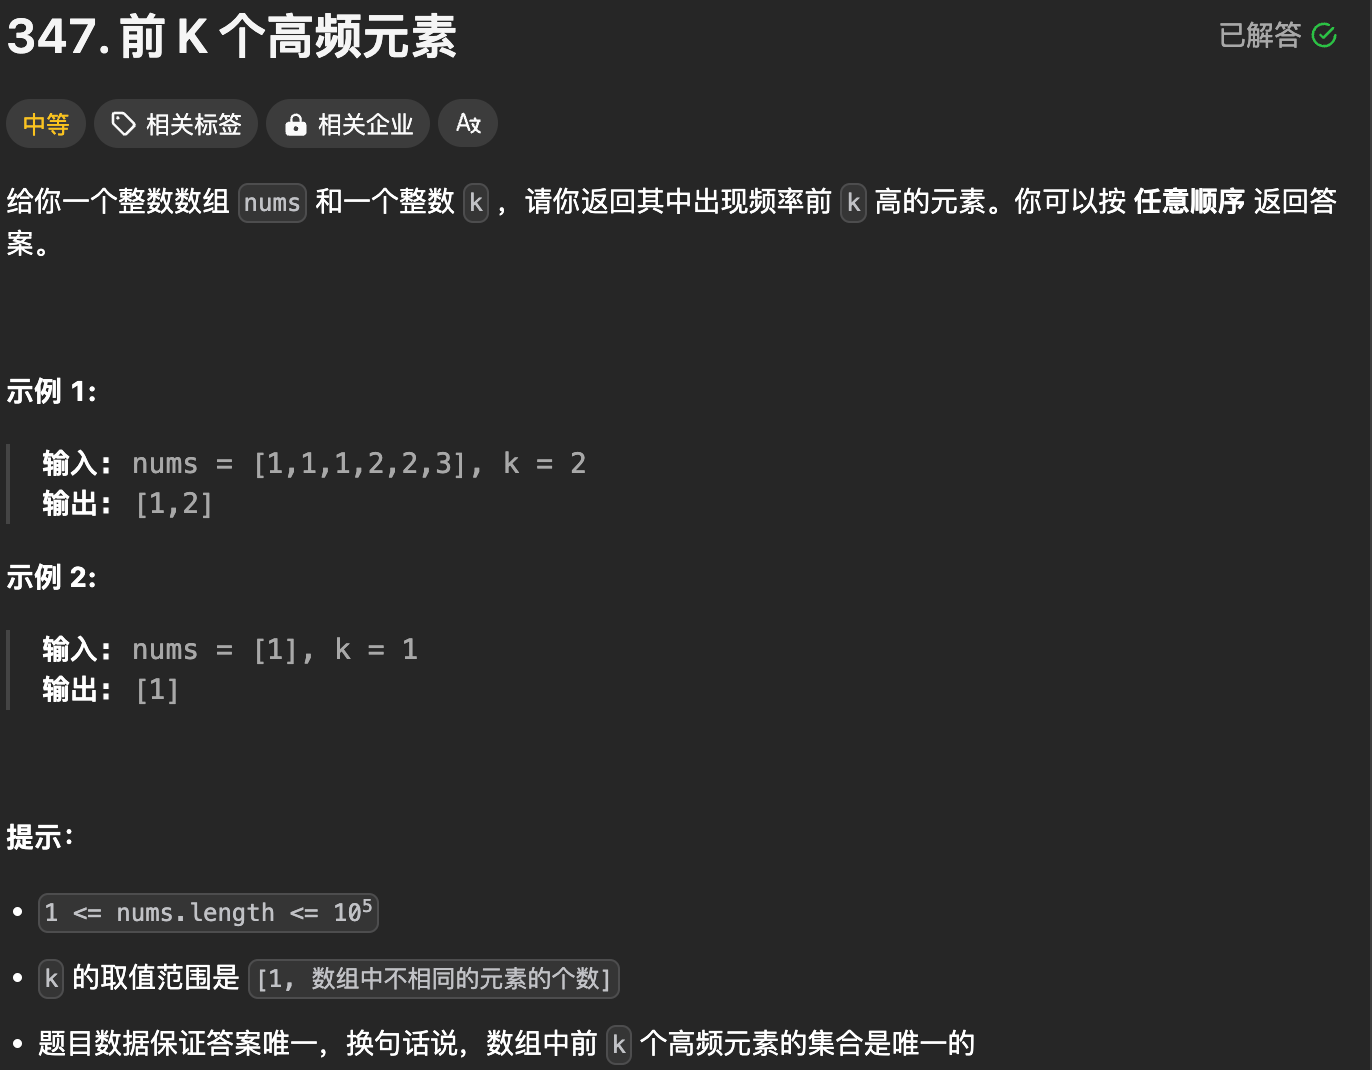 347. 前 K 个高频元素
已解答
中等 相关标签 相关企业 A文
给你一个整数数组 nums 和一个整数 k ，请你返回其中出现频率前 k 高的元素。你可以按 任意顺序 返回答
案。
示例 1:
输入: nums = [1,1,1,2,2,3], k = 2
输出: [1,2]
示例 2:
输入: nums = [1], k = 1
输出: [1]
提示：
• 1 <= nums.length <= 10⁵
• k 的取值范围是 [1, 数组中不相同的元素的个数]
• 题目数据保证答案唯一，换句话说，数组中前 k 个高频元素的集合是唯一的